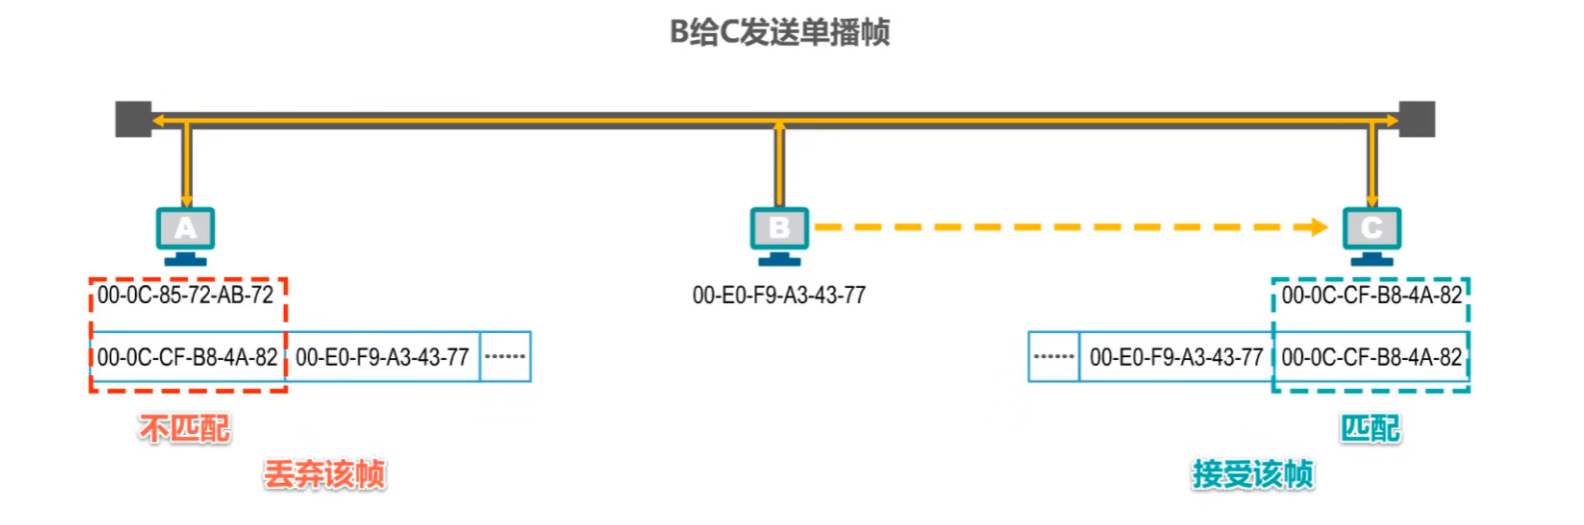 B给C发送单播帧
A
B
C
00-0C-85-72-AB-72
00-E0-F9-A3-43-77
00-0C-CF-B8-4A-82
00-0C-CF-B8-4A-82 00-E0-F9-A3-43-77 ······
······ 00-E0-F9-A3-43-77 00-0C-CF-B8-4A-82
不匹配
匹配
丢弃该帧
接受该帧